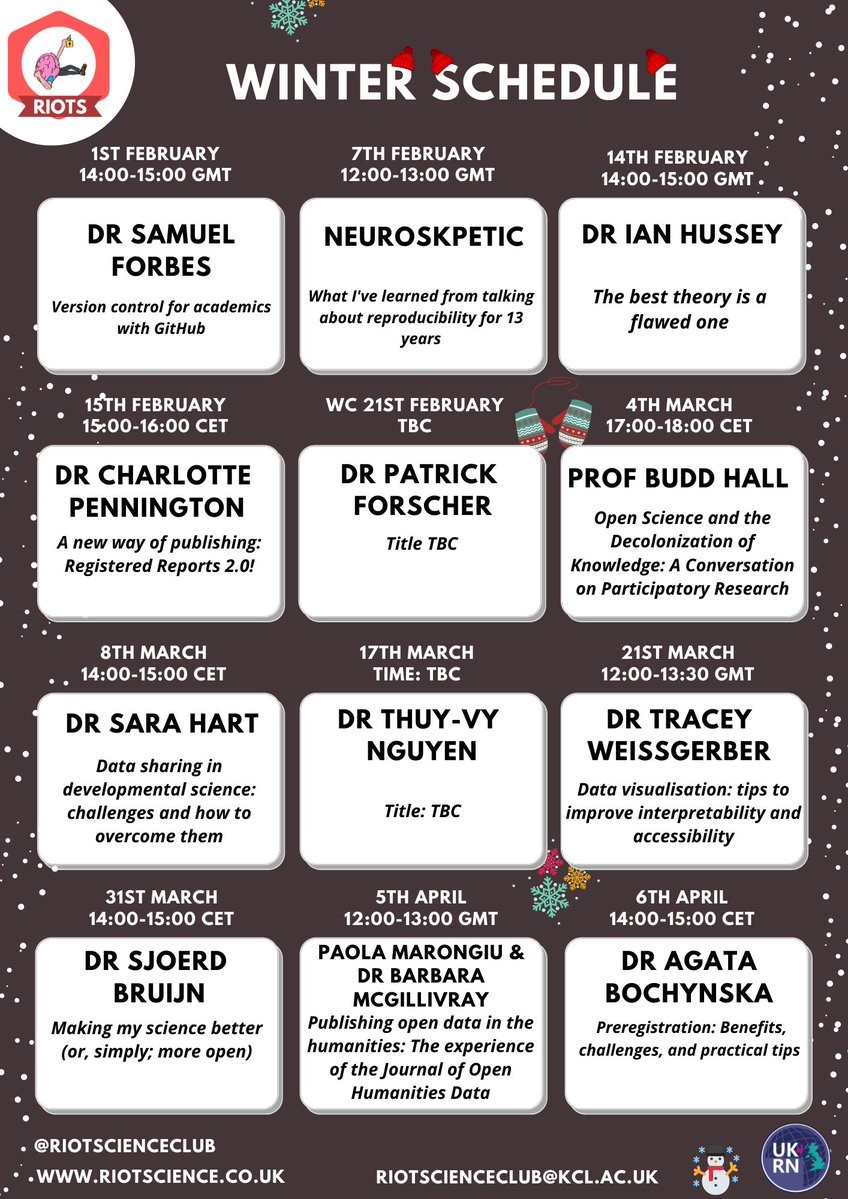 RIOTS
WINTER SCHEDULE
1ST FEBRUARY
14:00-15:00 GMT
DR SAMUEL
FORBES
Version control for academics
with GitHub
7TH FEBRUARY
12:00-13:00 GMT
NEUROSKPETIC
What I've learned from talking
about reproducibility for 13
years
14TH FEBRUARY
14:00-15:00 GMT
DR IAN HUSSEY
The best theory is a
flawed one
15TH FEBRUARY
15:00-16:00 CET
DR CHARLOTTE
PENNINGTON
A new way of publishing:
Registered Reports 2.0!
WC 21ST FEBRUARY
TBC
DR PATRICK
FORSCHER
Title TBC
4TH MARCH
17:00-18:00 CET
PROF BUDD HALL
Open Science and the
Decolonization of
Knowledge: A Conversation
on Participatory Research
8TH MARCH
14:00-15:00 CET
DR SARA HART
Data sharing in
developmental science:
challenges and how to
overcome them
17TH MARCH
TIME: TBC
DR THUY-VY
NGUYEN
Title: TBC
21ST MARCH
12:00-13:30 GMT
DR TRACEY
WEISSGERBER
Data visualisation: tips to
improve interpretability and
accessibility
31ST MARCH
14:00-15:00 CET
DR SJOERD
BRUIJN
Making my science better
(or, simply; more open)
5TH APRIL
12:00-13:00 GMT
PAOLA MARONGIU &
DR BARBARA
MCGILLIVRAY
Publishing open data in the
humanities: The experience
of the Journal of Open
Humanities Data
6TH APRIL
14:00-15:00 CET
DR AGATA
BOCHYNSKA
Preregistration: Benefits,
challenges, and practical tips
@RIOTSCIENCECLUB
WWW.RIOTSCIENCE.CO.UK
RIOTSCIENCECLUB@KCL.AC.UK
UK
RN